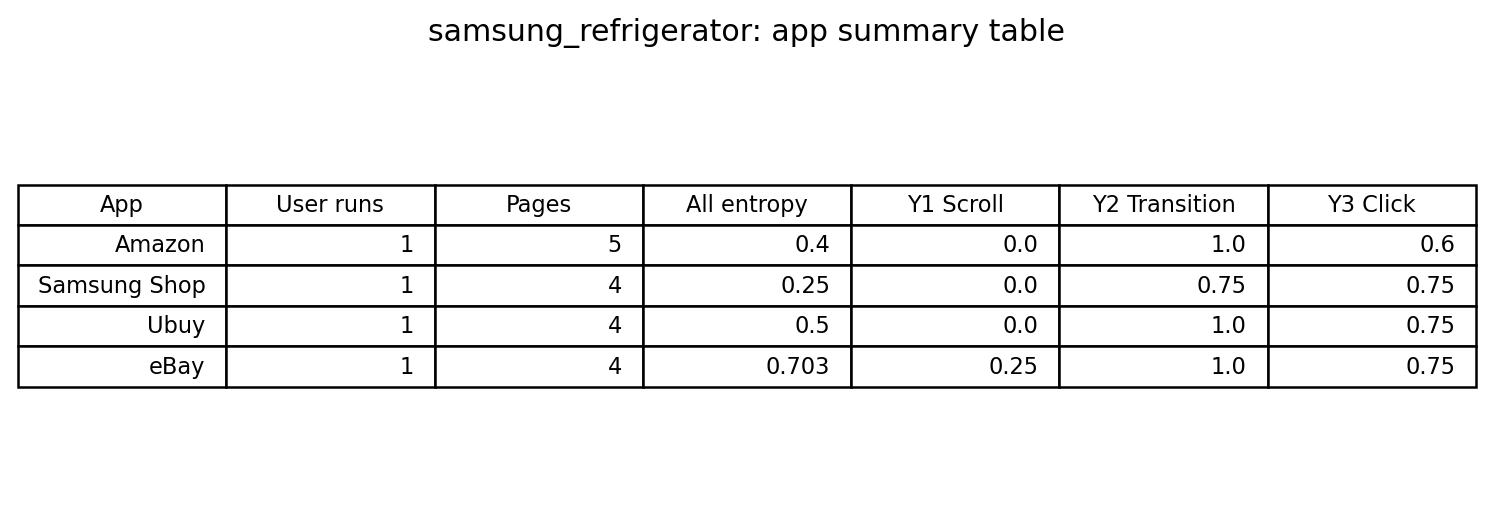 samsung_refrigerator: app summary table
App User runs Pages All entropy Y1 Scroll Y2 Transition Y3 Click
Amazon 1 5 0.4 0.0 1.0 0.6
Samsung Shop 1 4 0.25 0.0 0.75 0.75
Ubuy 1 4 0.5 0.0 1.0 0.75
eBay 1 4 0.703 0.25 1.0 0.75